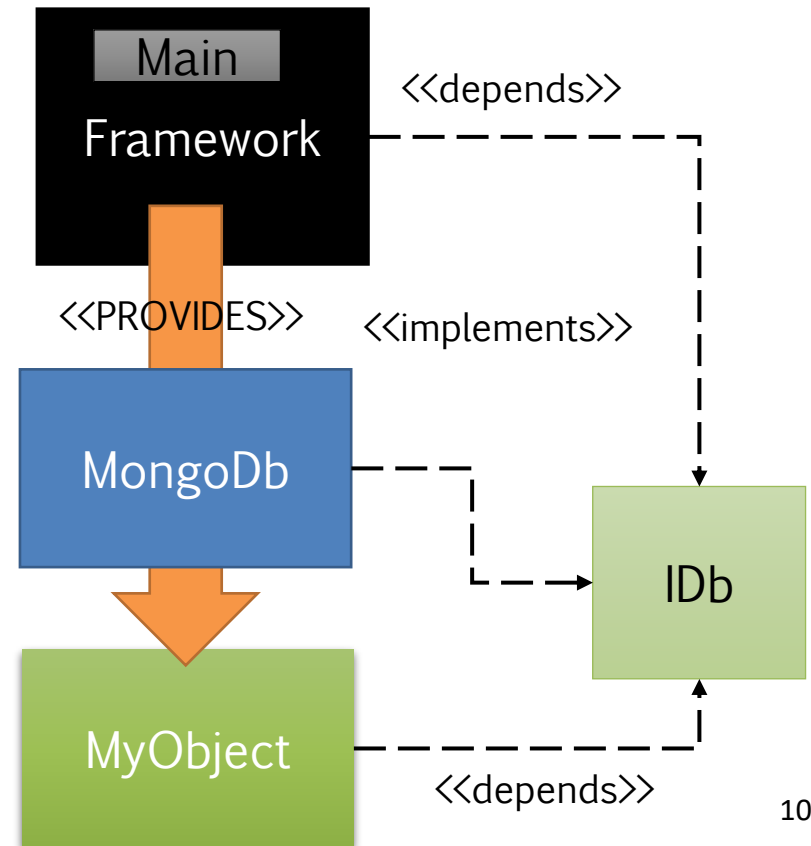 Main
<<depends>>
Framework
<<PROVIDES>>
<<implements>>
MongoDb
IDb
MyObject
<<depends>>
10